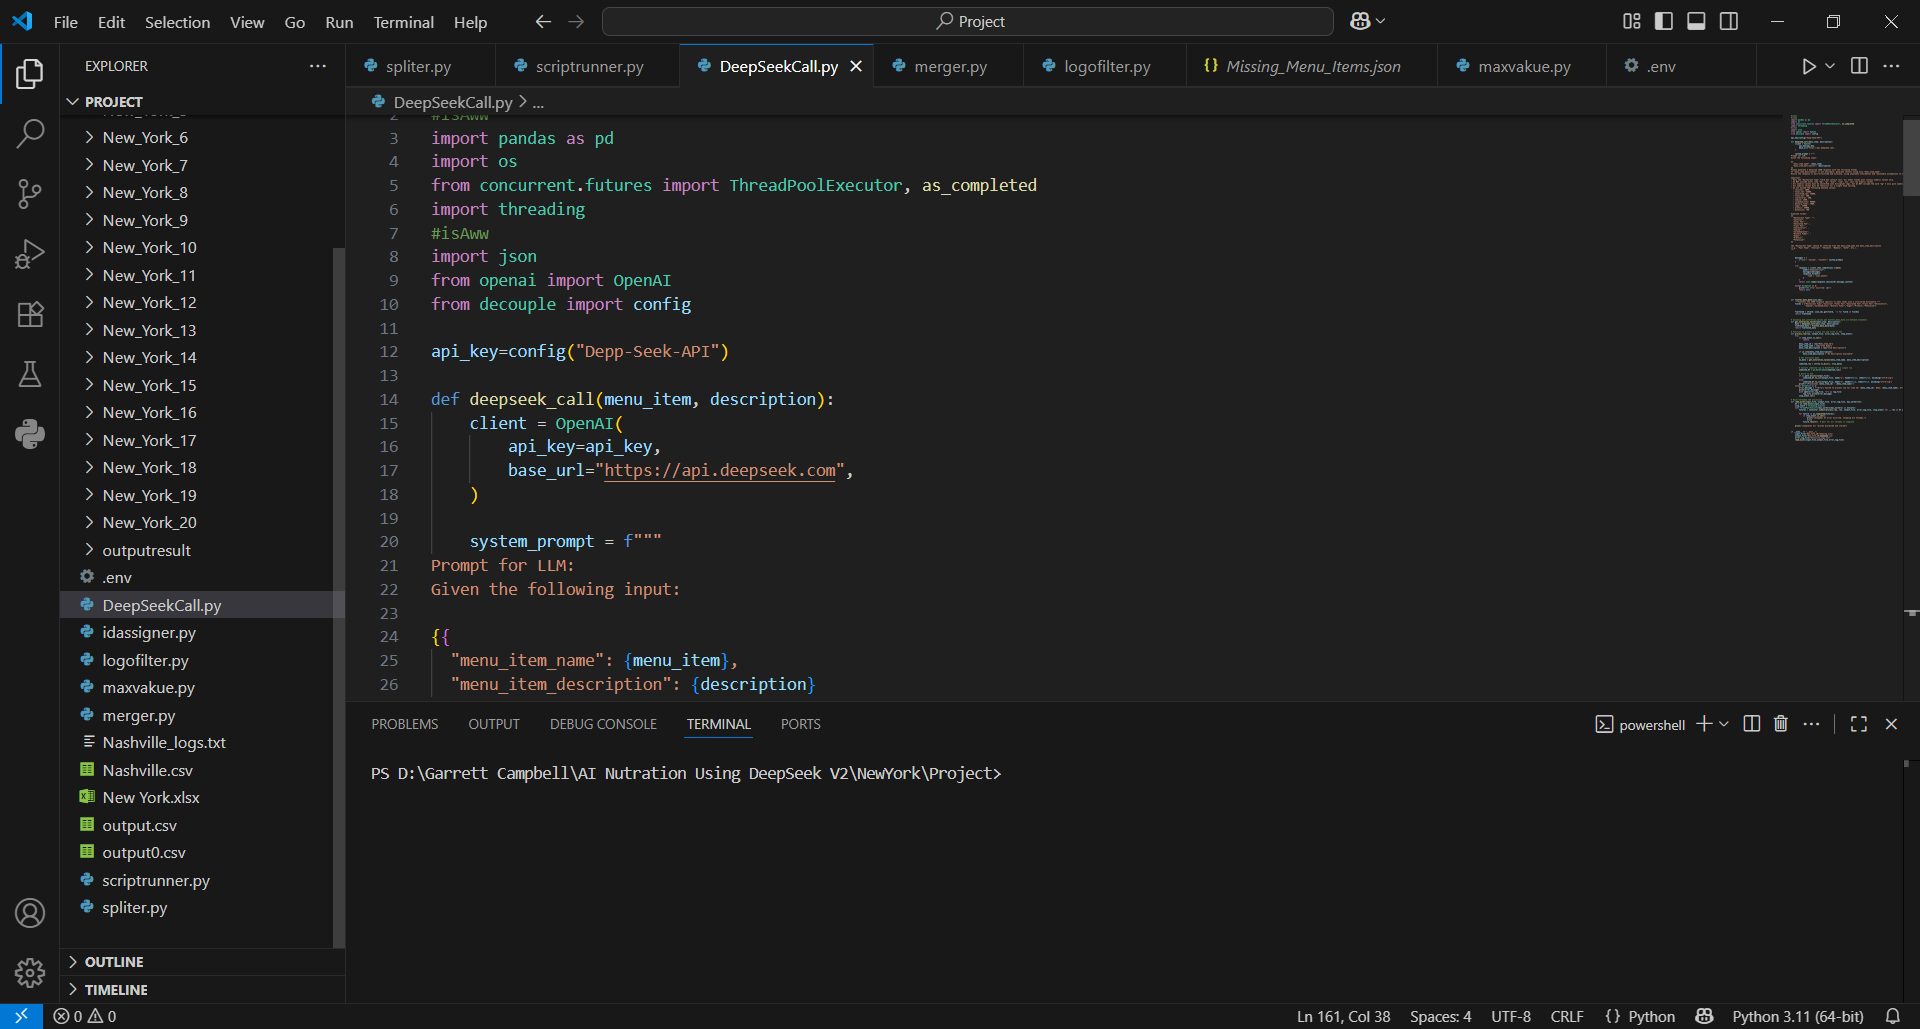 File Edit Selection View Go Run Terminal Help
Project
EXPLORER
PROJECT
New_York_6
New_York_7
New_York_8
New_York_9
New_York_10
New_York_11
New_York_12
New_York_13
New_York_14
New_York_15
New_York_16
New_York_17
New_York_18
New_York_19
New_York_20
outputresult
.env
DeepSeekCall.py
idassigner.py
logofilter.py
maxvakue.py
merger.py
Nashville_logs.txt
Nashville.csv
New York.xlsx
output.csv
output0.csv
scriptrunner.py
spliter.py
OUTLINE
TIMELINE
spliter.py scriptrunner.py DeepSeekCall.py merger.py logofilter.py {} Missing_Menu_Items.json maxvakue.py .env
DeepSeekCall.py > ...
2 #isAww
3 import pandas as pd
4 import os
5 from concurrent.futures import ThreadPoolExecutor, as_completed
6 import threading
7 #isAww
8 import json
9 from openai import OpenAI
10 from decouple import config
11
12 api_key=config("Depp-Seek-API")
13
14 def deepseek_call(menu_item, description):
15 client = OpenAI(
16 api_key=api_key,
17 base_url="https://api.deepseek.com",
18 )
19
20 system_prompt = f"""
21 Prompt for LLM:
22 Given the following input:
23
24 {{
25 "menu_item_name": {menu_item},
26 "menu_item_description": {description}
PROBLEMS OUTPUT DEBUG CONSOLE TERMINAL PORTS
powershell
PS D:\Garrett Campbell\AI Nutration Using DeepSeek V2\NewYork\Project>
0 0
Ln 161, Col 38 Spaces: 4 UTF-8 CRLF {} Python Python 3.11 (64-bit)